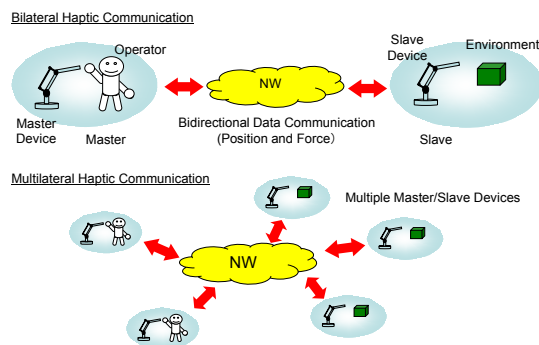 Bilateral Haptic Communication
Operator
Slave
Device
Environment
NW
Master
Device
Master
Bidirectional Data Communication
(Position and Force)
Slave
Multilateral Haptic Communication
Multiple Master/Slave Devices
NW